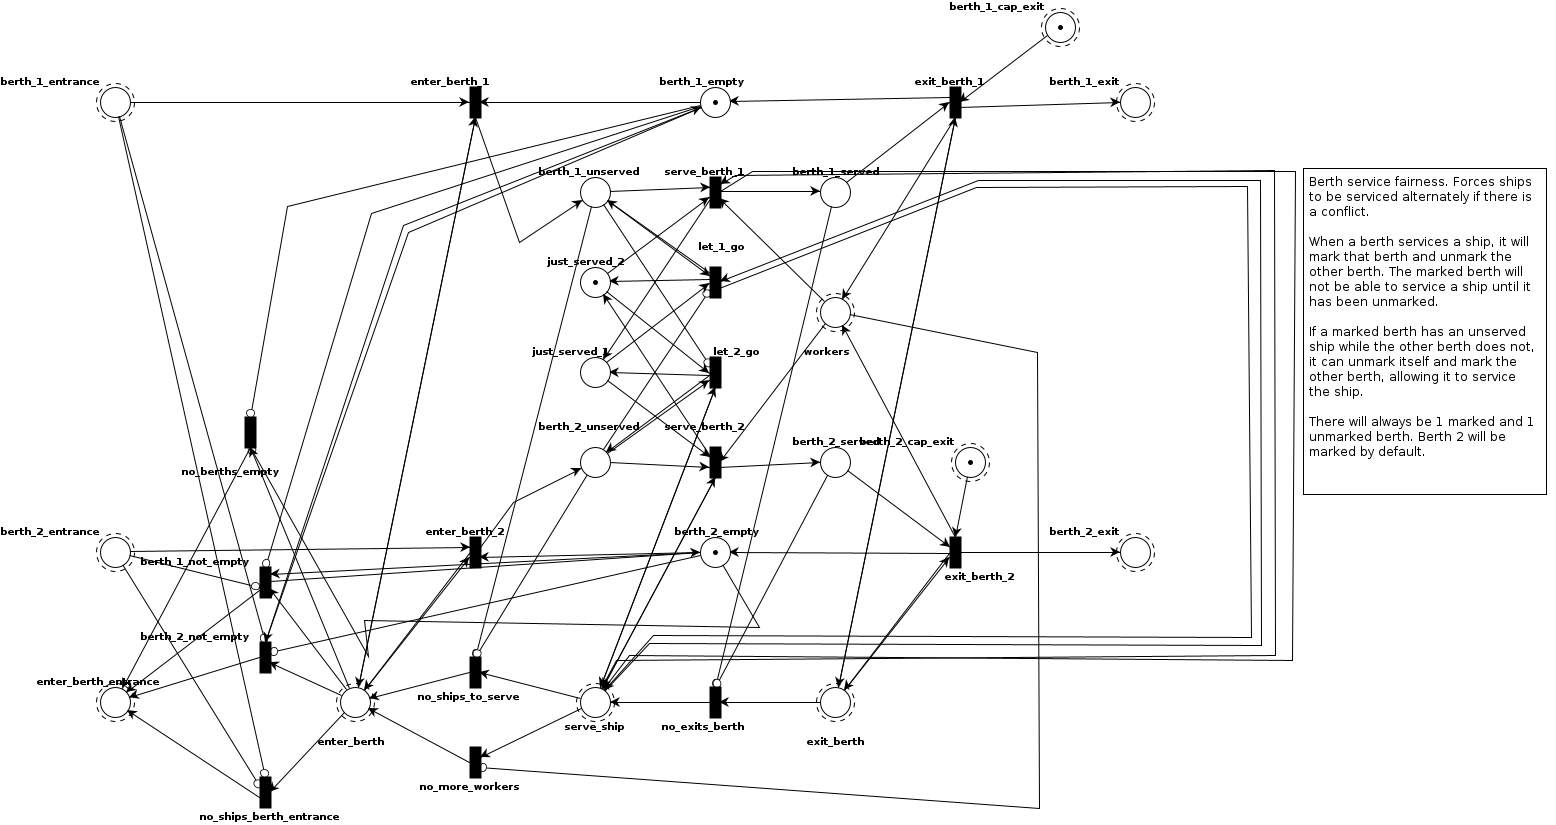 berth_1_cap_exit
berth_1_entrance
enter_berth_1
berth_1_empty
exit_berth_1
berth_1_exit
berth_1_unserved
serve_berth_1
berth_1_served
let_1_go
just_served_2
just_served_1
let_2_go
workers
berth_2_unserved
serve_berth_2
berth_2_served
berth_2_cap_exit
no_berths_empty
berth_2_entrance
enter_berth_2
berth_2_empty
berth_2_exit
berth_1_not_empty
exit_berth_2
berth_2_not_empty
enter_berth_entrance
no_ships_to_serve
serve_ship
no_exits_berth
enter_berth
exit_berth
no_more_workers
no_ships_berth_entrance
Berth service fairness. Forces ships
to be serviced alternately if there is
a conflict.
When a berth services a ship, it will
mark that berth and unmark the
other berth. The marked berth will
not be able to service a ship until it
has been unmarked.
If a marked berth has an unserved
ship while the other berth does not,
it can unmark itself and mark the
other berth, allowing it to service
the ship.
There will always be 1 marked and 1
unmarked berth. Berth 2 will be
marked by default.